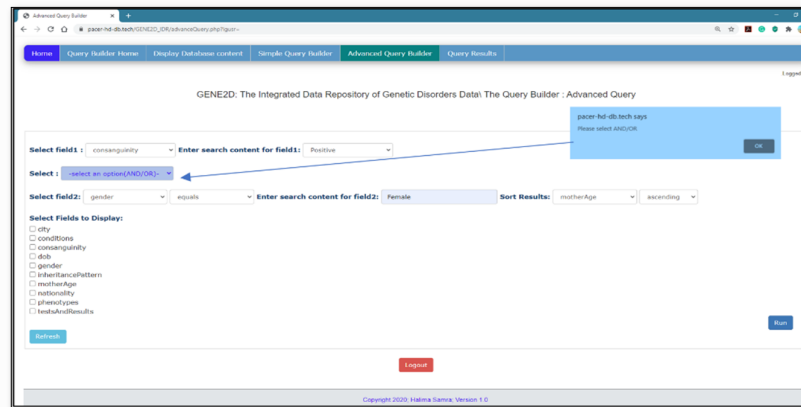 Advanced Query Builder
pacer-hd-db.tech/GENE2D_IDR/advanceQuery.php?iguor=
Home Query Builder Home Display Database content Simple Query Builder Advanced Query Builder Query Results
Logged
GENE2D: The Integrated Data Repository of Genetic Disorders Data\ The Query Builder : Advanced Query
pacer-hd-db.tech says
Please select AND/OR
OK
Select field1 : consanguinity Enter search content for field1: Positive
Select : -select an option(AND/OR)-
Select field2: gender equals Enter search content for field2: Female Sort Results: motherAge ascending
Select Fields to Display:
city
conditions
consanguinity
dob
gender
inheritancePattern
motherAge
nationality
phenotypes
testsAndResults
Run
Refresh
Logout
Copyright 2020; Halima Samra; Version 1.0